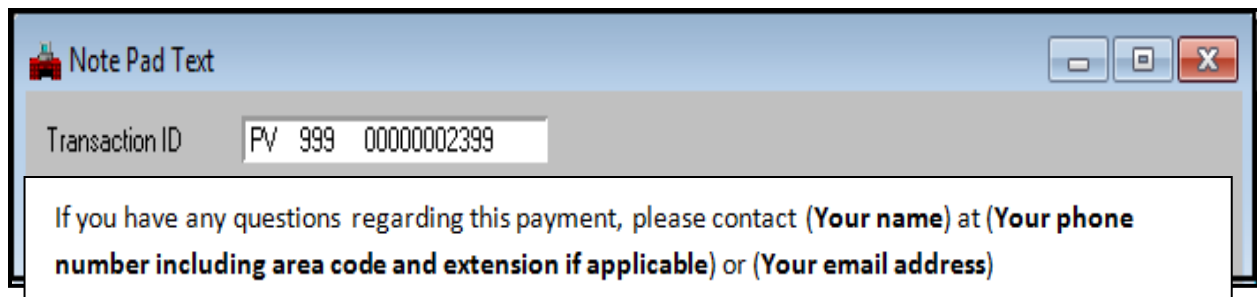 Note Pad Text
Transaction ID PV 999 00000002399
If you have any questions regarding this payment, please contact (Your name) at (Your phone
number including area code and extension if applicable) or (Your email address)